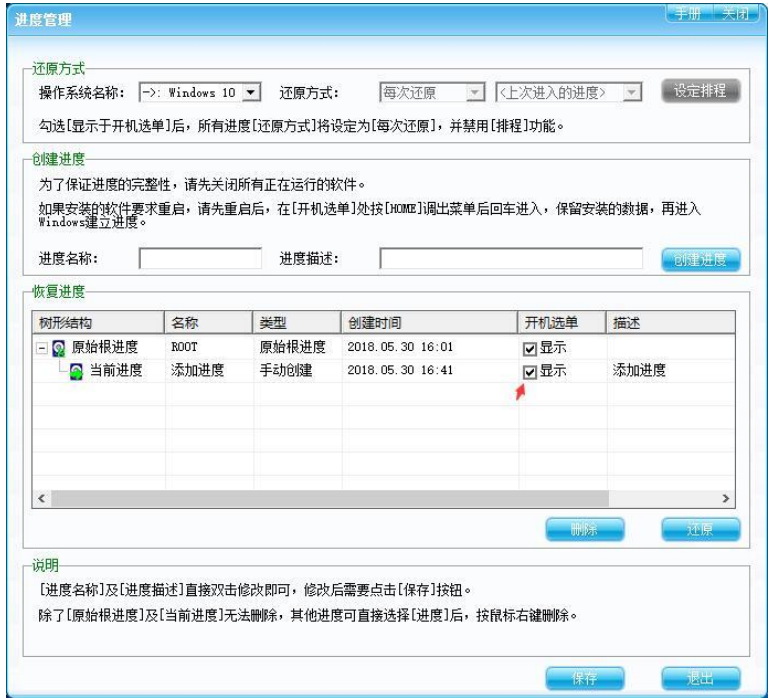 进度管理
手册 关闭
还原方式
操作系统名称: ->: Windows 10 还原方式: 每次还原 <上次进入的进度> 设定排程
勾选[显示于开机选单]后，所有进度[还原方式]将设定为[每次还原]，并禁用[排程]功能。
创建进度
为了保证进度的完整性，请先关闭所有正在运行的软件。
如果安装的软件要求重启，请先重启后，在[开机选单]处按[HOME]调出菜单后回车进入，保留安装的数据，再进入
Windows建立进度。
进度名称: 进度描述: 创建进度
恢复进度
树形结构 名称 类型 创建时间 开机选单 描述
原始根进度 ROOT 原始根进度 2018.05.30 16:01 显示
当前进度 添加进度 手动创建 2018.05.30 16:41 显示 添加进度
删除 还原
说明
[进度名称]及[进度描述]直接双击修改即可，修改后需要点击[保存]按钮。
除了[原始根进度]及[当前进度]无法删除，其他进度可直接选择[进度]后，按鼠标右键删除。
保存 退出